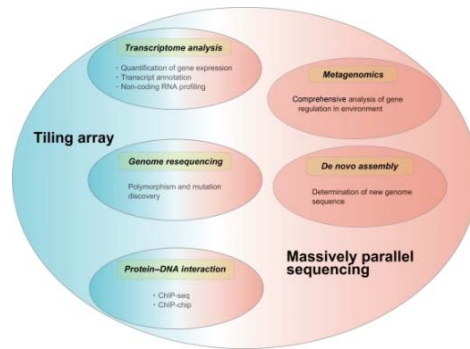 Transcriptome analysis
· Quantification of gene expression
· Transcript annotation
· Non-coding RNA profiling
Metagenomics
Comprehensive analysis of gene
regulation in environment
Tiling array
Genome resequencing
Polymorphism and mutation
discovery
De novo assembly
Determination of new genome
sequence
Massively parallel
sequencing
Protein–DNA interaction
· ChIP-seq
· ChIP-chip